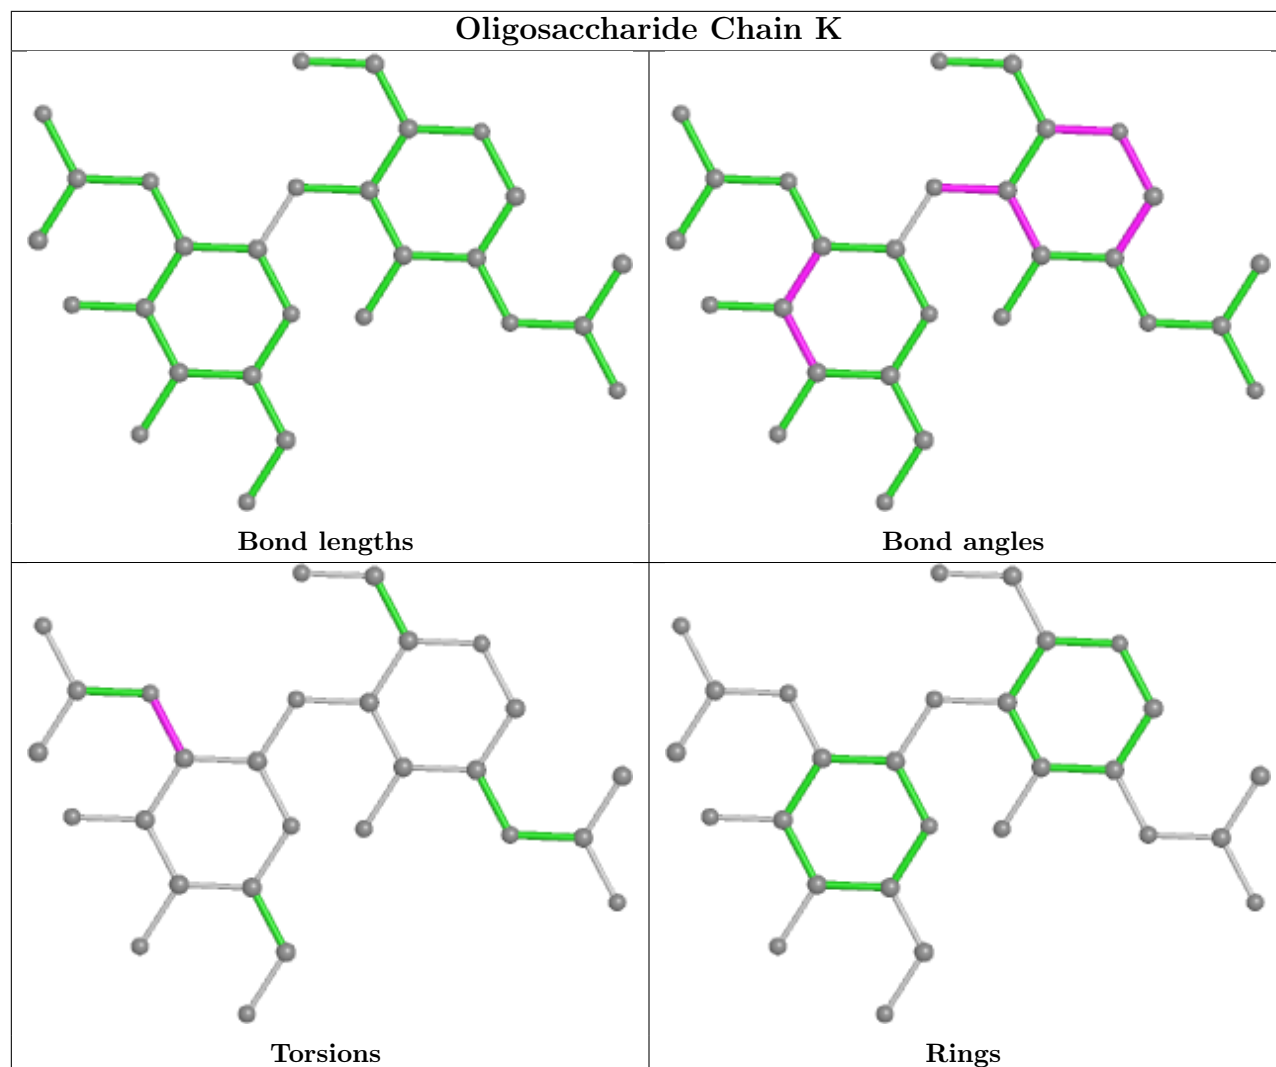 Oligosaccharide Chain K
Bond lengths
Bond angles
Torsions
Rings